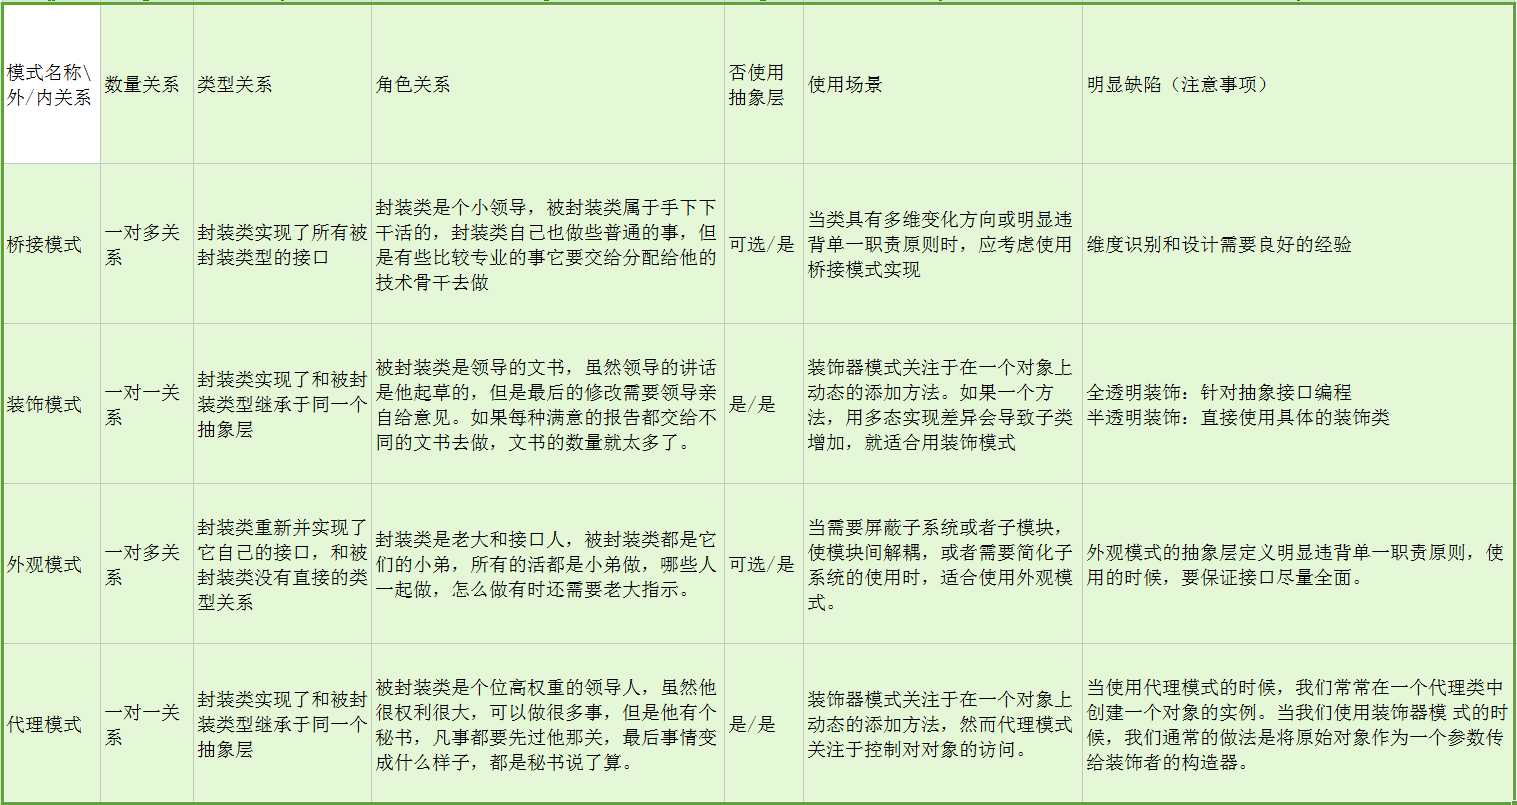 模式名称\
外/内关系
数量关系
类型关系
角色关系
否使用
抽象层
使用场景
明显缺陷（注意事项）
桥接模式
一对多关
系
封装类实现了所有被
封装类型的接口
封装类是个小领导，被封装类属于手下下
干活的，封装类自己也做些普通的事，但
是有些比较专业的事它要交给分配给他的
技术骨干去做
可选/是
当类具有多维变化方向或明显违
背单一职责原则时，应考虑使用
桥接模式实现
维度识别和设计需要良好的经验
装饰模式
一对一关
系
封装类实现了和被封
装类型继承于同一个
抽象层
被封装类是领导的文书，虽然领导的讲话
是他起草的，但是最后的修改需要领导亲
自给意见。如果每种满意的报告都交给不
同的文书去做，文书的数量就太多了。
是/是
装饰器模式关注于在一个对象上
动态的添加方法。如果一个方
法，用多态实现差异会导致子类
增加，就适合用装饰模式
全透明装饰：针对抽象接口编程
半透明装饰：直接使用具体的装饰类
外观模式
一对多关
系
封装类重新并实现了
它自己的接口，和被
封装类没有直接的类
型关系
封装类是老大和接口人，被封装类都是它
们的小弟，所有的活都是小弟做，哪些人
一起做，怎么做有时还需要老大指示。
可选/是
当需要屏蔽子系统或者子模块，
使模块间解耦，或者需要简化子
系统的使用时，适合使用外观模
式。
外观模式的抽象层定义明显违背单一职责原则，使
用的时候，要保证接口尽量全面。
代理模式
一对一关
系
封装类实现了和被封
装类型继承于同一个
抽象层
被封装类是个位高权重的领导人，虽然他
很权利很大，可以做很多事，但是他有个
秘书，凡事都要先过他那关，最后事情变
成什么样子，都是秘书说了算。
是/是
装饰器模式关注于在一个对象上
动态的添加方法，然而代理模式
关注于控制对对象的访问。
当使用代理模式的时候，我们常常在一个代理类中
创建一个对象的实例。当我们使用装饰器模 式的时
候，我们通常的做法是将原始对象作为一个参数传
给装饰者的构造器。